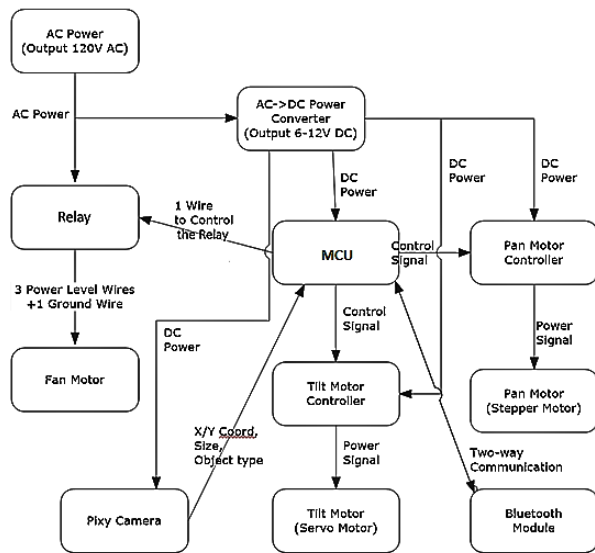 AC Power
(Output 120V AC)
AC Power
AC->DC Power
Converter
(Output 6-12V DC)
DC
Power
DC
Power
DC
Power
1 Wire
to Control
the Relay
Relay
MCU
Control
Signal
Pan Motor
Controller
3 Power Level Wires
+1 Ground Wire
DC
Power
Control
Signal
Power
Signal
Fan Motor
Tilt Motor
Controller
Pan Motor
(Stepper Motor)
X/Y Coord,
Size,
Object type
Power
Signal
Two-way
Communication
Pixy Camera
Tilt Motor
(Servo Motor)
Bluetooth
Module